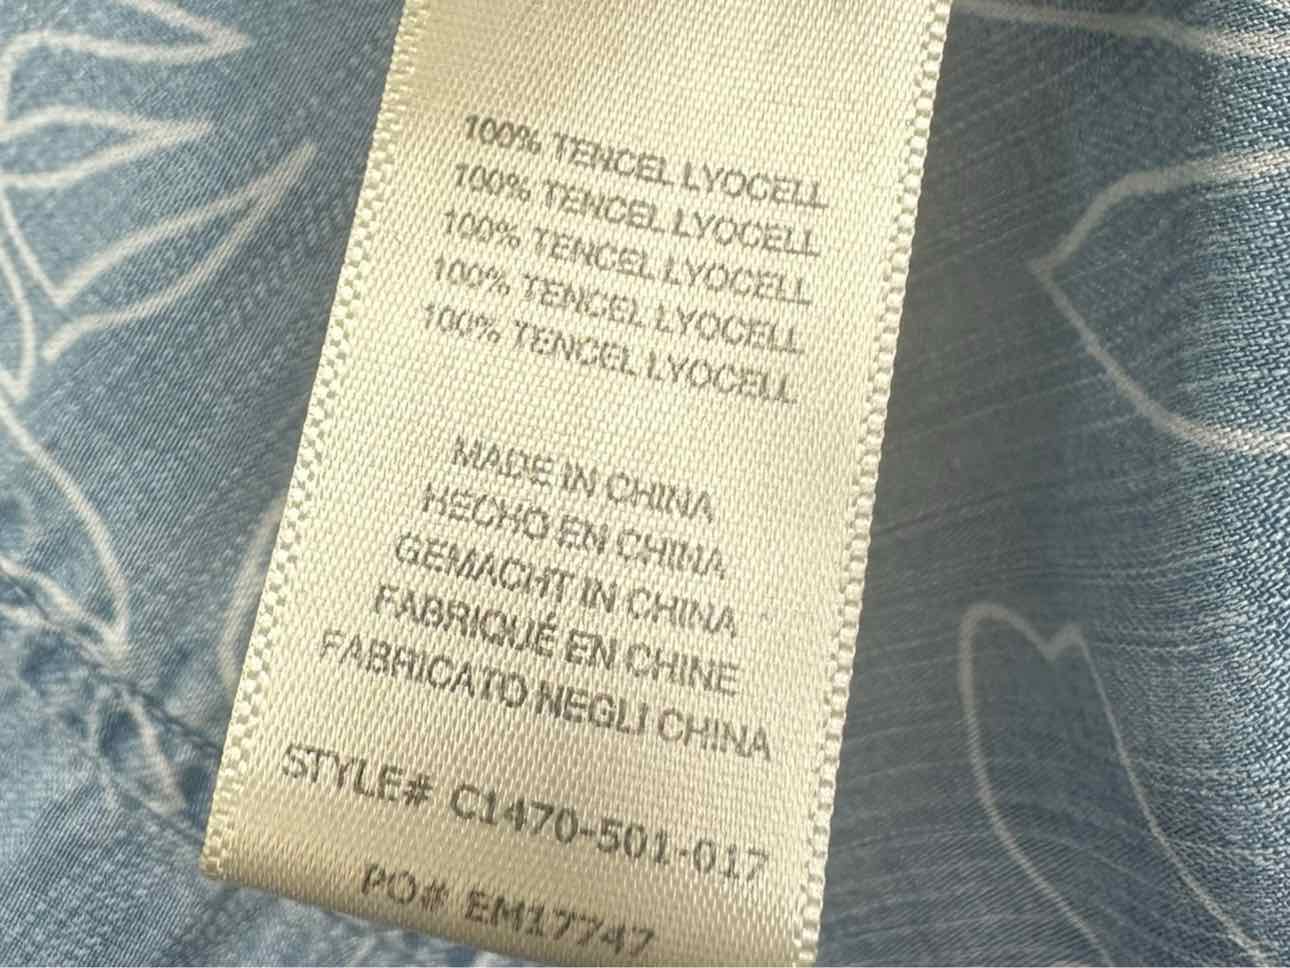 100% TENCEL LYOCELL
100% TENCEL LYOCELL
100% TENCEL LYOCELL
100% TENCEL LYOCELL
100% TENCEL LYOCELL
MADE IN CHINA
HECHO EN CHINA
GEMACHT IN CHINA
FABRIQUÉ EN CHINE
FABRICATO NEGLI CHINA
STYLE# C1470-501-017
PO# EM17747